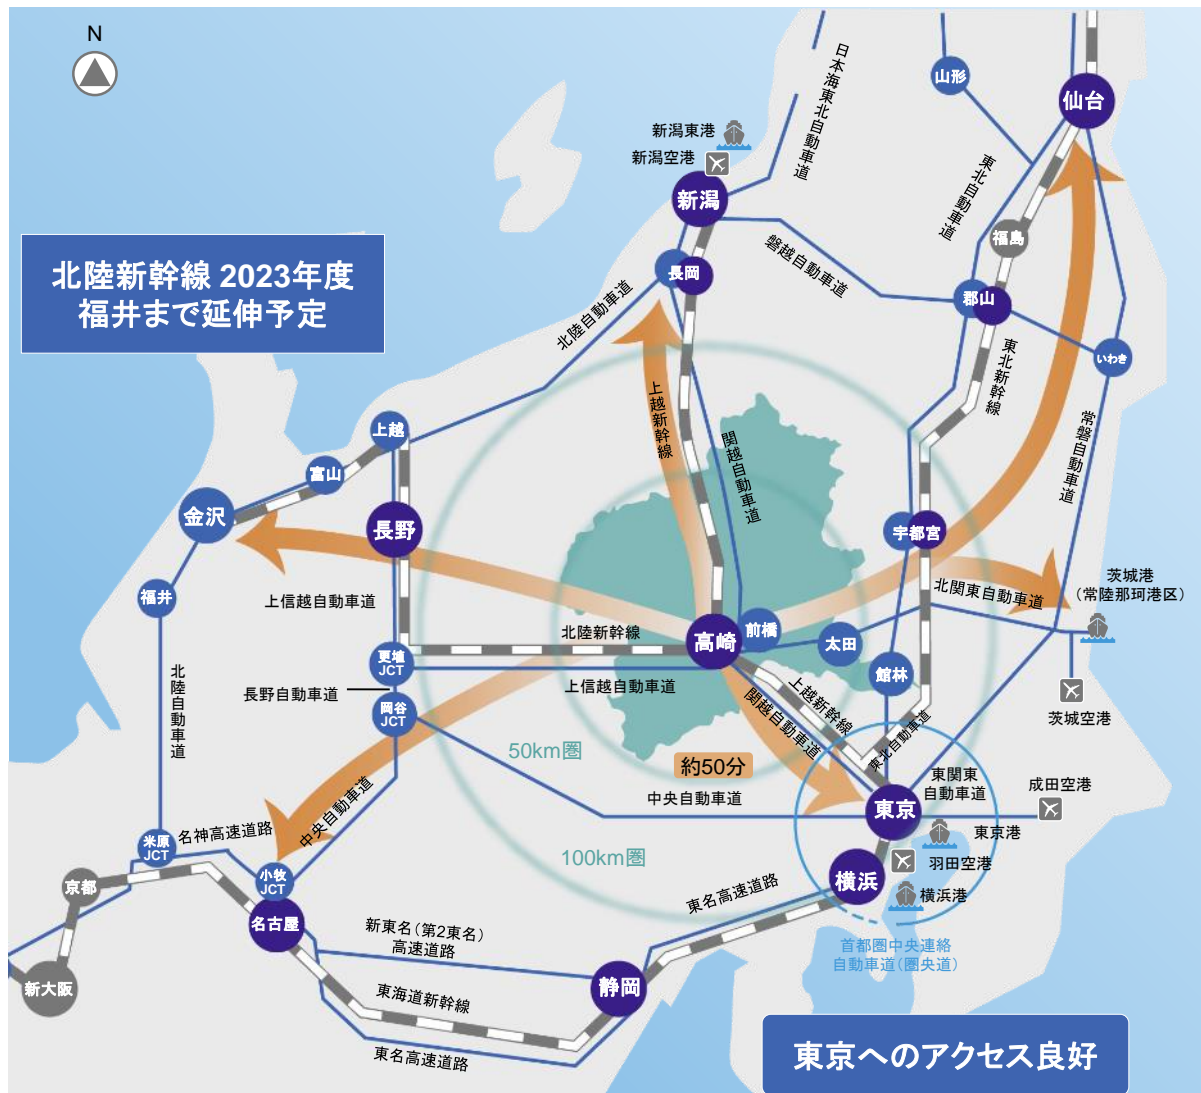 N
日本海東北自動車道
山形
仙台
新潟東港
新潟空港
新潟
東北自動車道
福島
磐越自動車道
北陸新幹線 2023年度
福井まで延伸予定
長岡
郡山
北陸自動車道
東北新幹線
いわき
上越新幹線
常磐自動車道
上越
関越自動車道
富山
金沢
長野
宇都宮
福井
上信越自動車道
北関東自動車道
茨城港
（常陸那珂港区）
北陸新幹線
高崎
前橋
太田
更埴
JCT
館林
北陸自動車道
長野自動車道
上信越自動車道
上越新幹線
関越自動車道
岡谷
JCT
茨城空港
東北自動車道
50km圏
約50分
東関東
自動車道
成田空港
中央自動車道
中央自動車道
東京
東京港
名神高速道路
米原
JCT
100km圏
羽田空港
小牧
JCT
京都
横浜
横浜港
東名高速道路
名古屋
新東名（第2東名）
高速道路
首都圏中央連絡
自動車道（圏央道）
新大阪
静岡
東海道新幹線
東名高速道路
東京へのアクセス良好